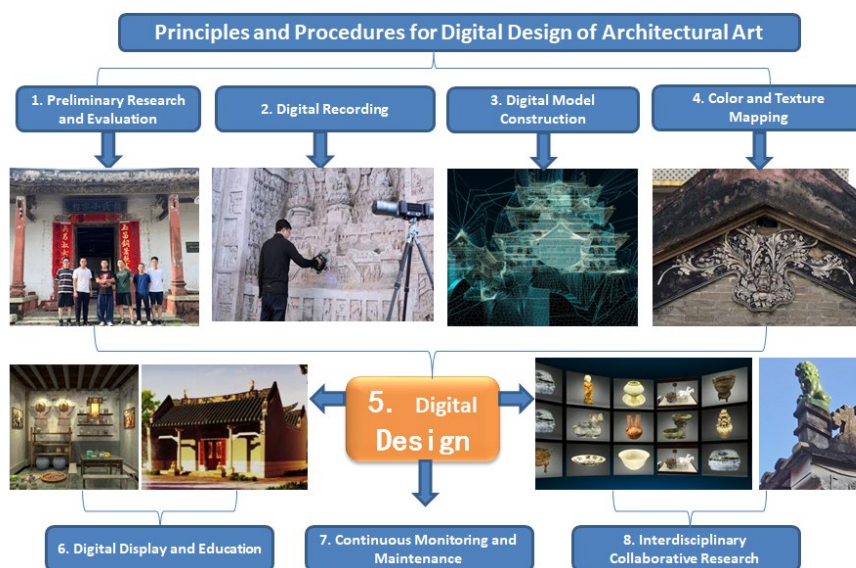 Principles and Procedures for Digital Design of Architectural Art
1. Preliminary Research
and Evaluation
2. Digital Recording
3. Digital Model
Construction
4. Color and Texture
Mapping
5. Digital
Design
6. Digital Display and Education
7. Continuous Monitoring and
Maintenance
8. Interdisciplinary
Collaborative Research